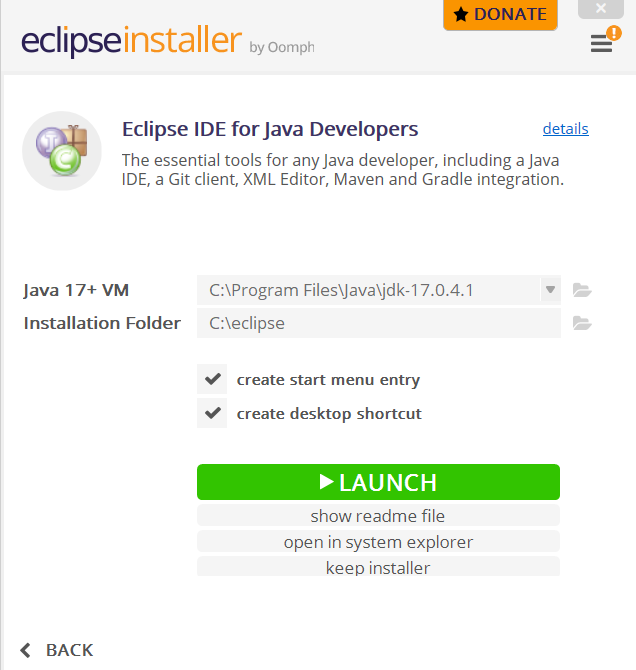 DONATE
eclipseinstaller by Oomph
!
Eclipse IDE for Java Developers
details
The essential tools for any Java developer, including a Java
IDE, a Git client, XML Editor, Maven and Gradle integration.
J
C
Java 17+ VM
C:\Program Files\Java\jdk-17.0.4.1
Installation Folder
C:\eclipse
create start menu entry
create desktop shortcut
LAUNCH
show readme file
open in system explorer
keep installer
BACK